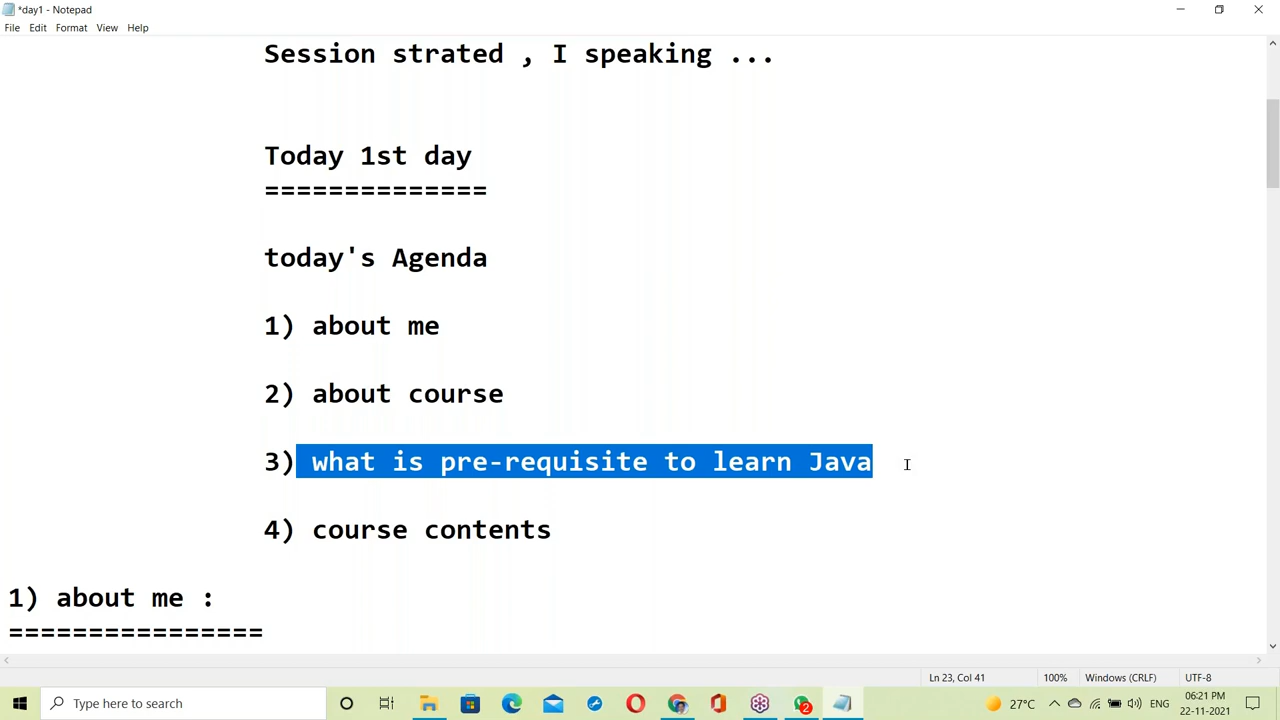 *day1 - Notepad
File Edit Format View Help
Session strated , I speaking ...
Today 1st day
==============
today's Agenda
1) about me
2) about course
3) what is pre-requisite to learn Java
4) course contents
1) about me :
================
Ln 23, Col 41 100% Windows (CRLF) UTF-8
Type here to search 2 27°C 06:21 PM
22-11-2021